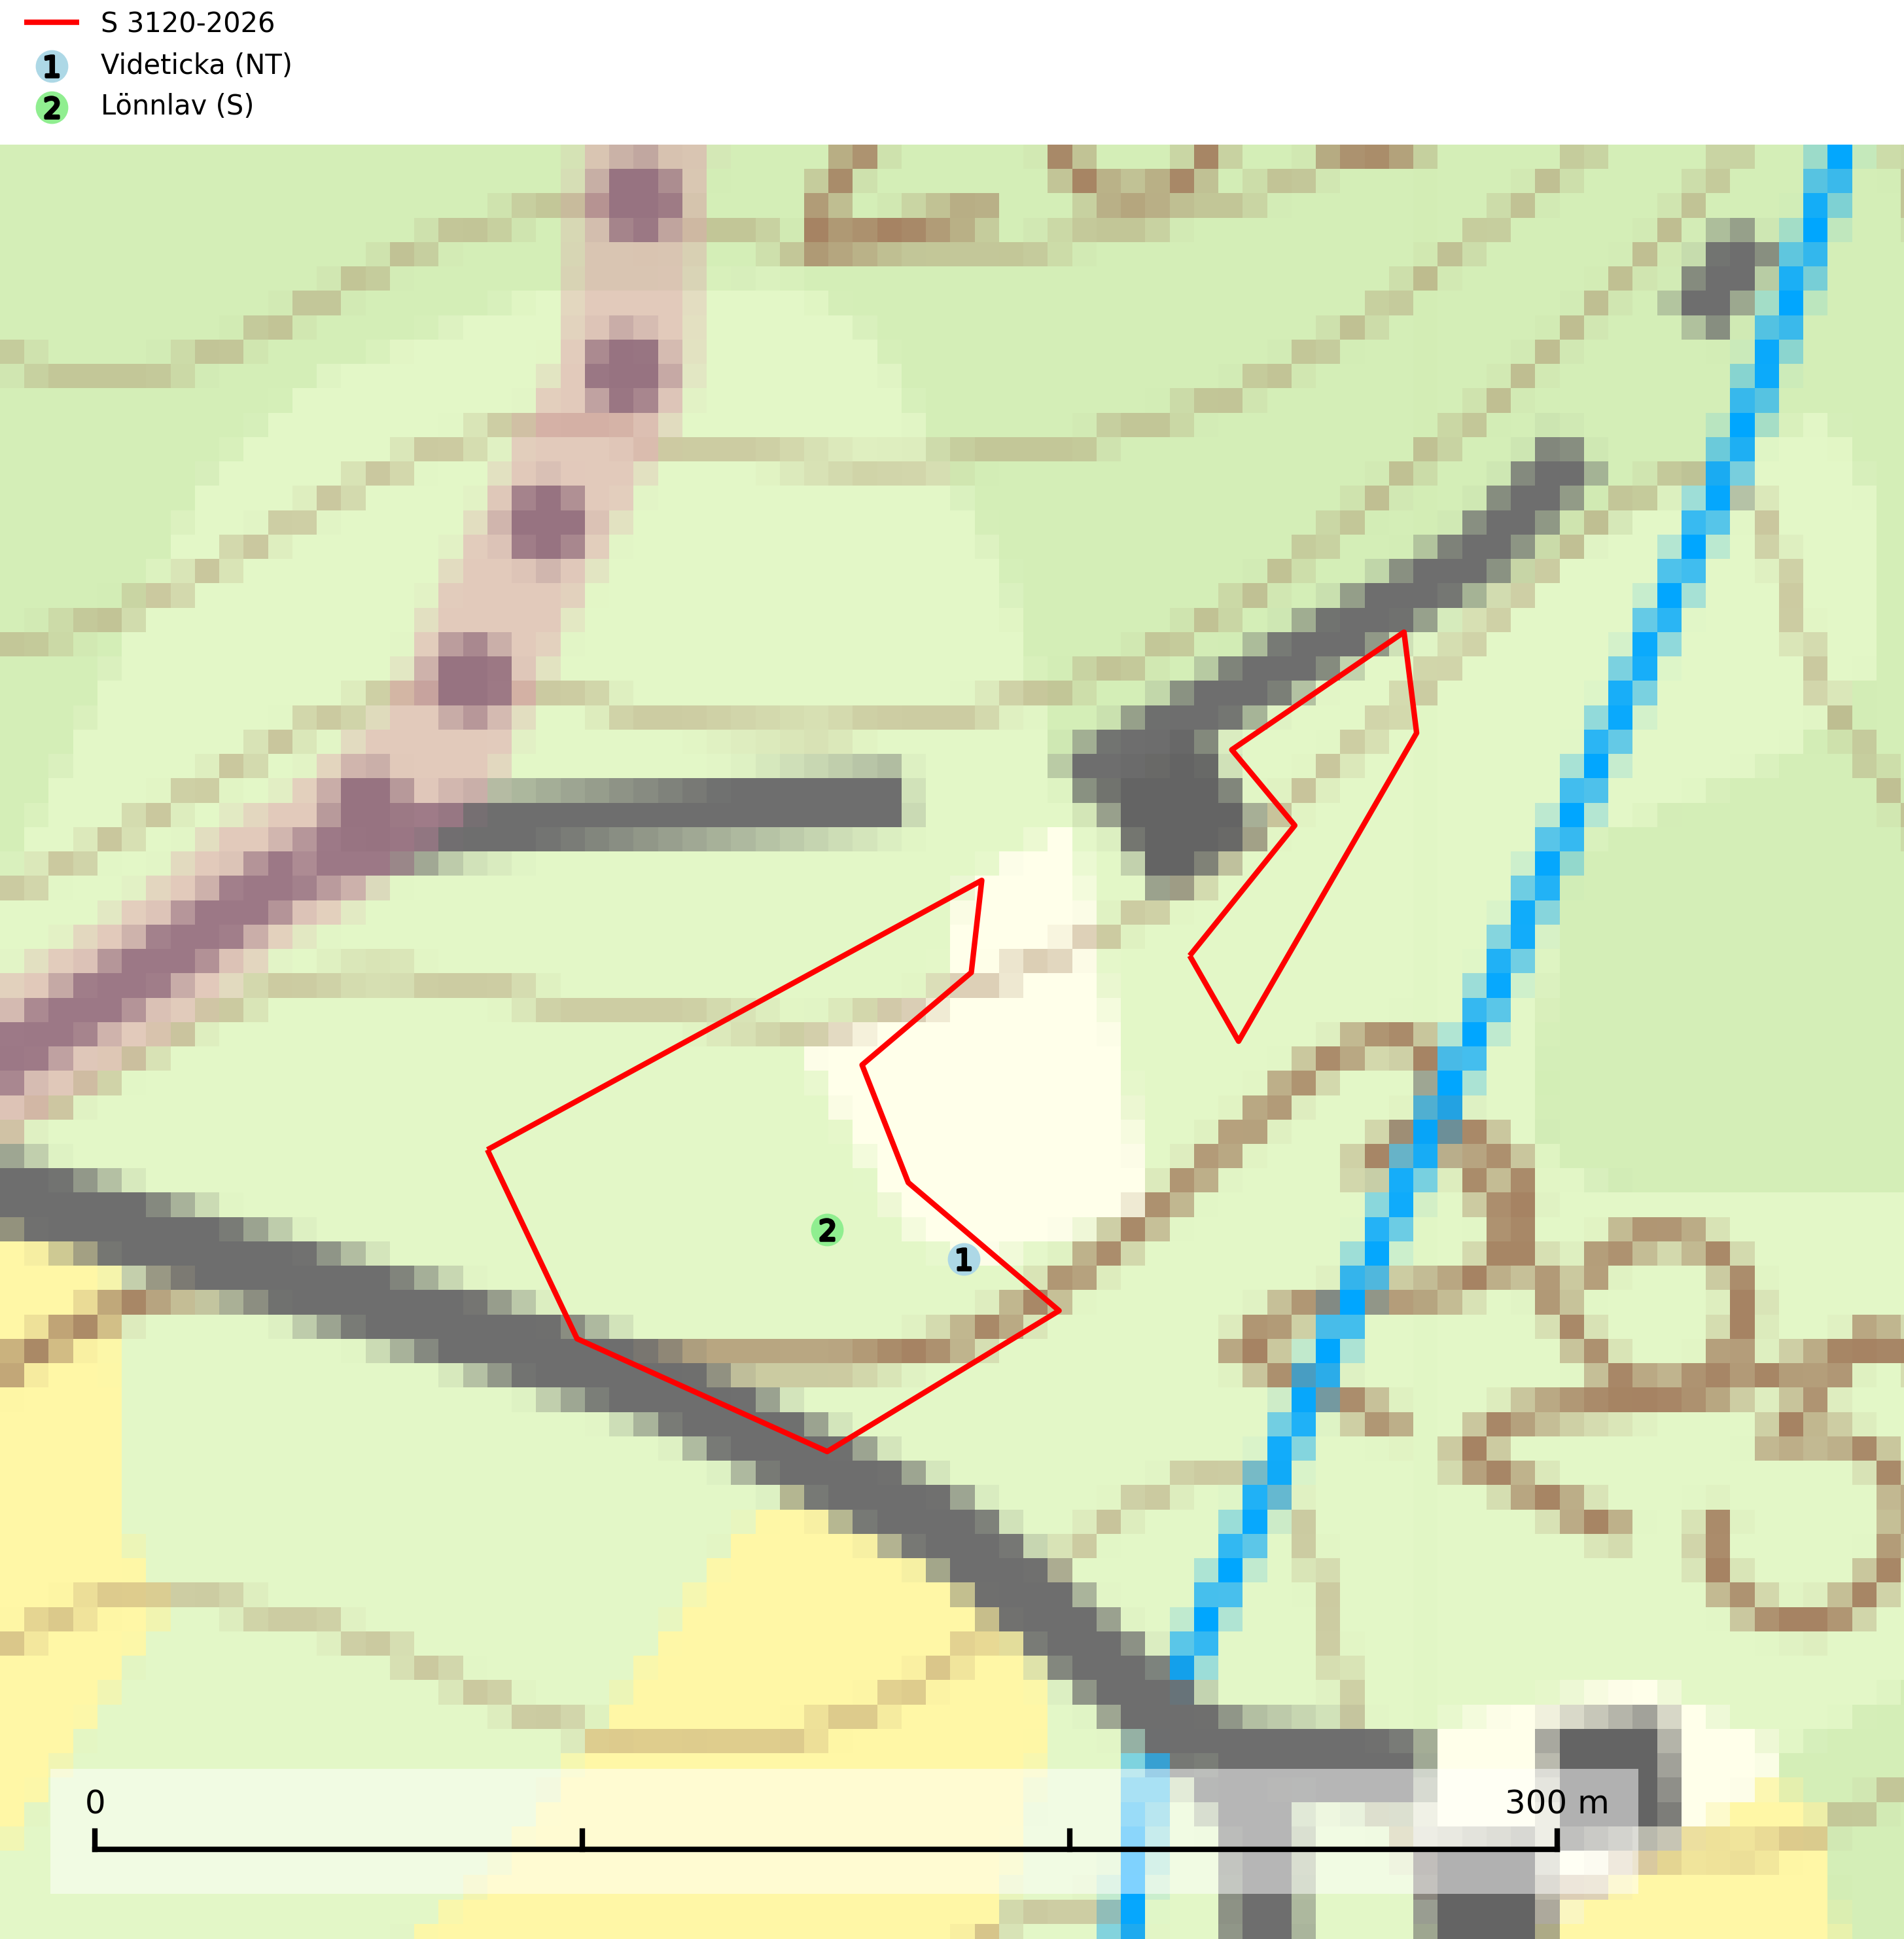 S 3120-2026
1 Videticka (NT)
2 Lönnlav (S)
2
1
0 300 m